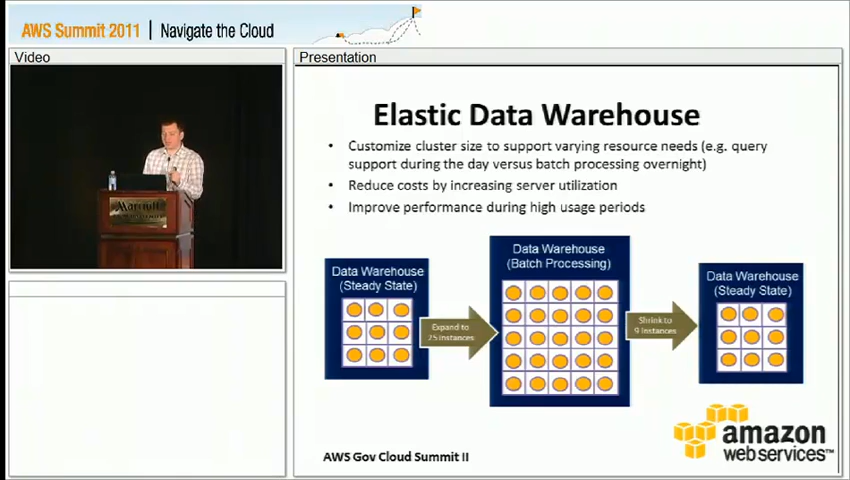 AWS Summit 2011 | Navigate the Cloud
Video
Presentation
Marriott
Elastic Data Warehouse
• Customize cluster size to support varying resource needs (e.g. query
support during the day versus batch processing overnight)
• Reduce costs by increasing server utilization
• Improve performance during high usage periods
Data Warehouse
(Steady State)
Expand to
25 instances
Data Warehouse
(Batch Processing)
Shrink to
9 instances
Data Warehouse
(Steady State)
AWS Gov Cloud Summit II
amazon
web services™